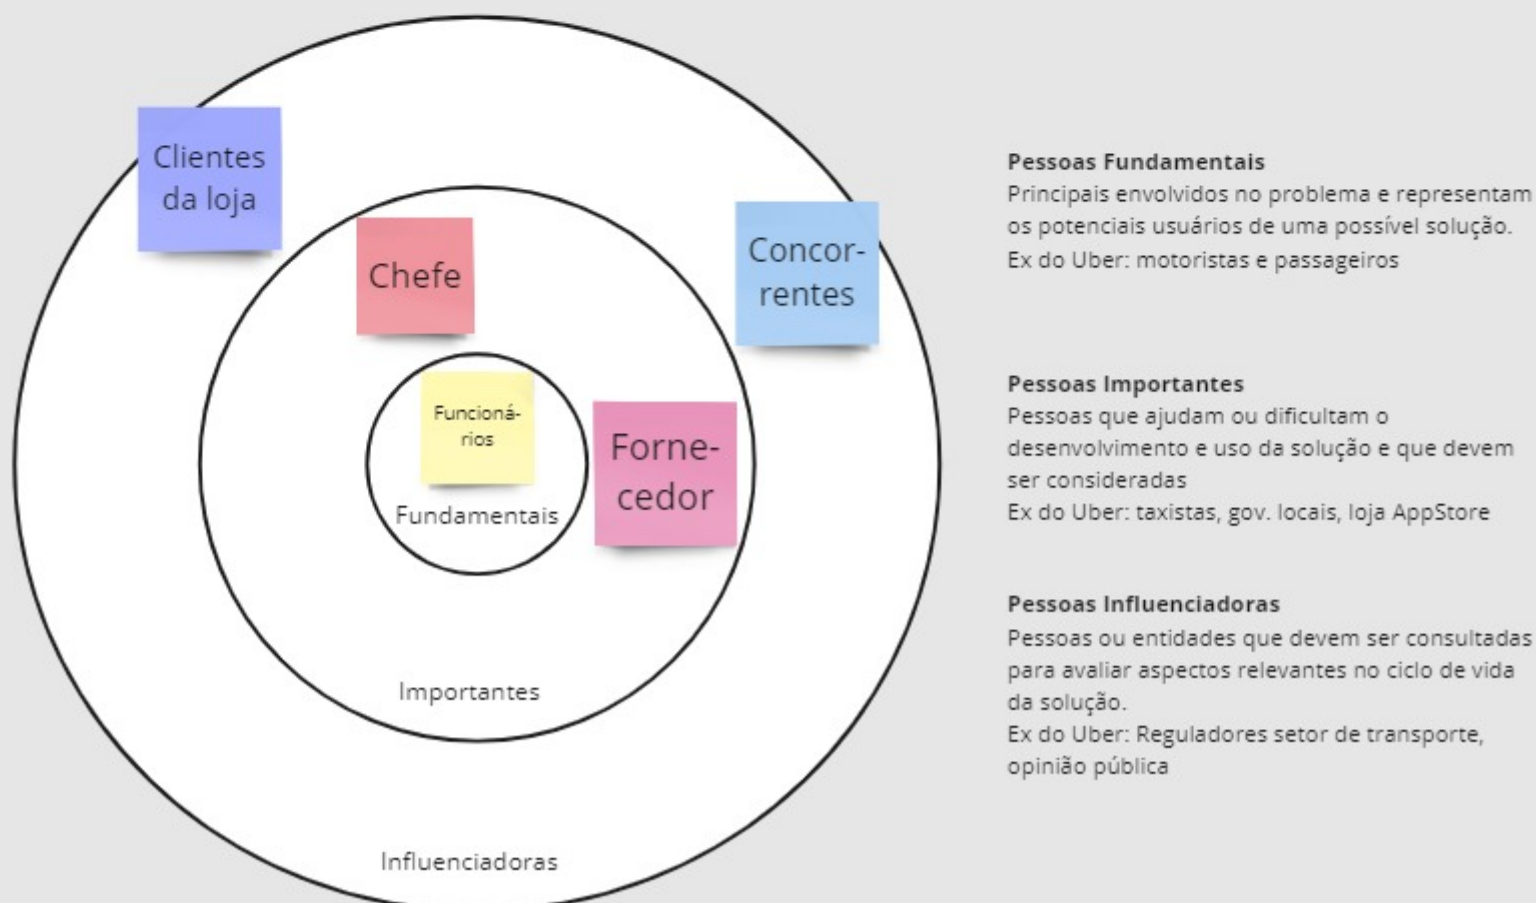 Clientes
da loja
Chefe
Concor-
rentes
Funcioná-
rios
Forne-
cedor
Fundamentais
Importantes
Influenciadoras
Pessoas Fundamentais
Principais envolvidos no problema e representam
os potenciais usuários de uma possível solução.
Ex do Uber: motoristas e passageiros
Pessoas Importantes
Pessoas que ajudam ou dificultam o
desenvolvimento e uso da solução e que devem
ser consideradas
Ex do Uber: taxistas, gov. locais, loja AppStore
Pessoas Influenciadoras
Pessoas ou entidades que devem ser consultadas
para avaliar aspectos relevantes no ciclo de vida
da solução.
Ex do Uber: Reguladores setor de transporte,
opinião pública